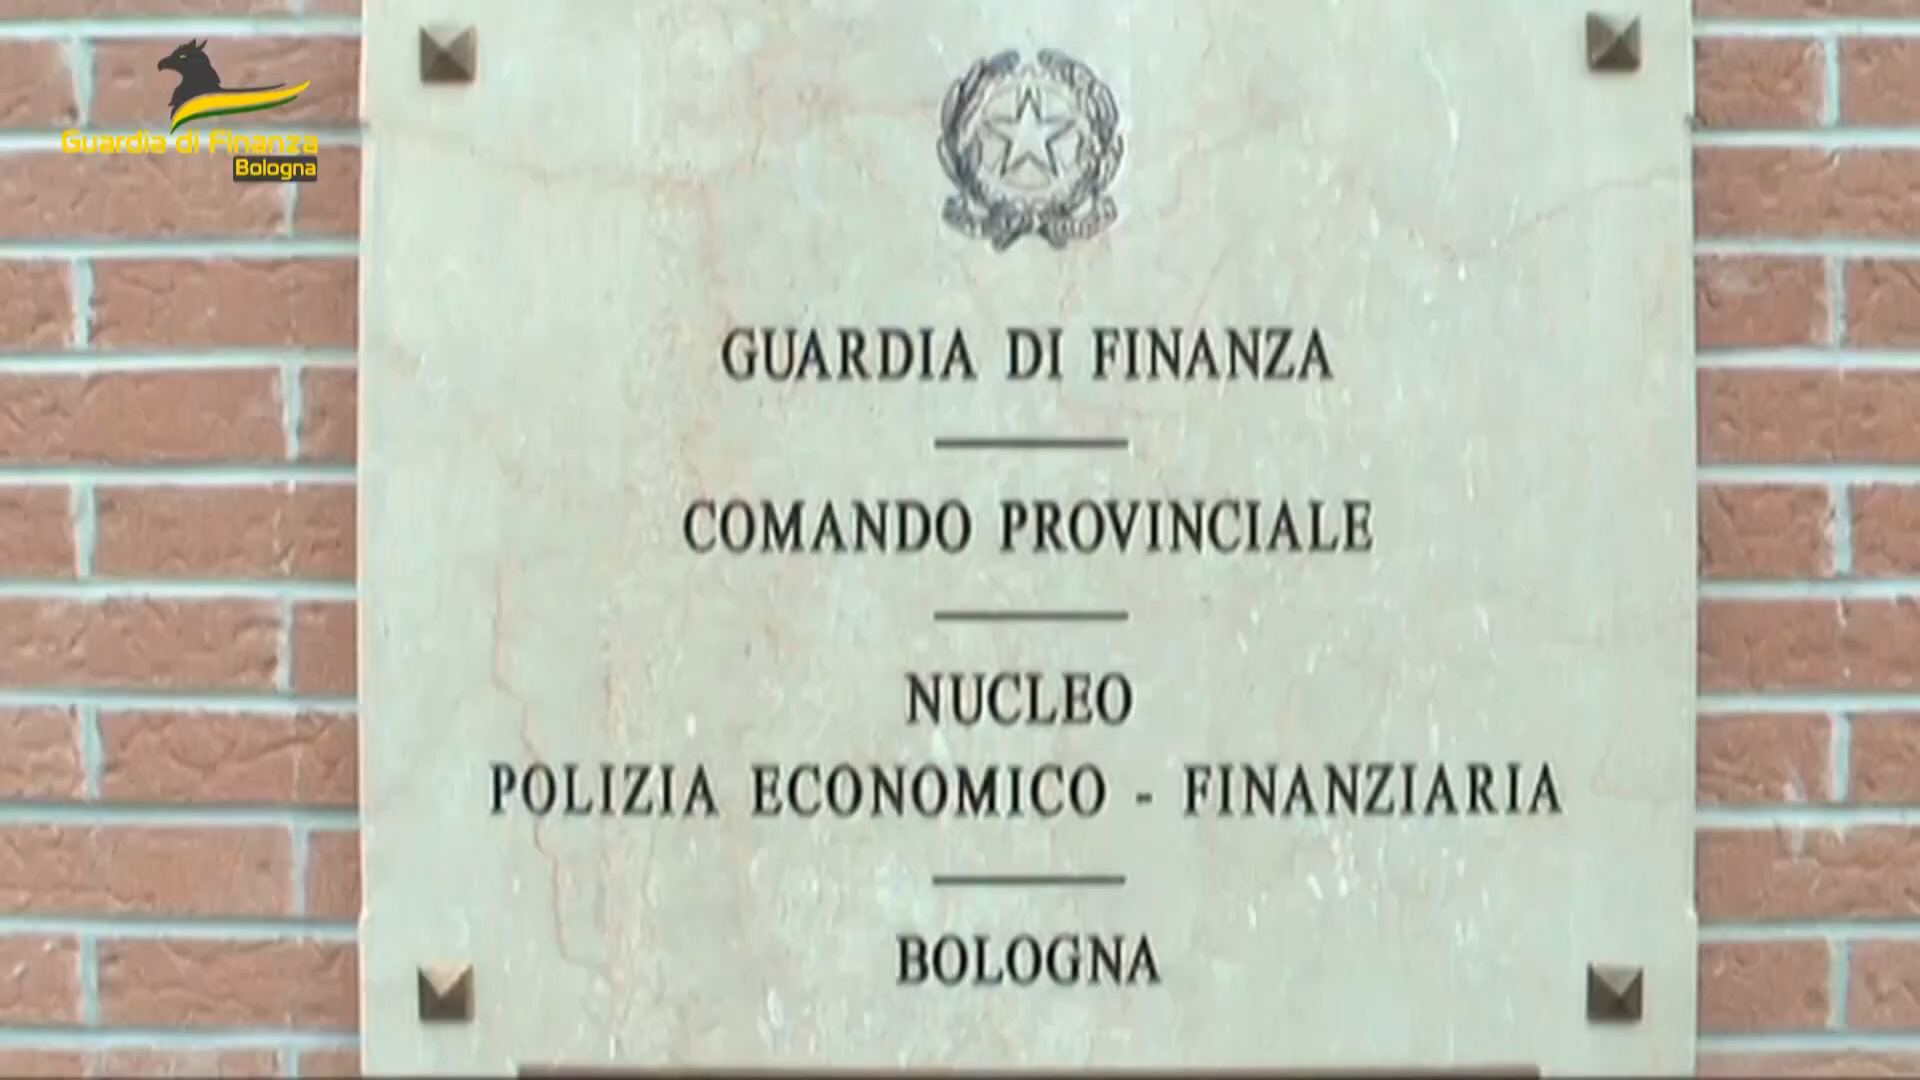 Guardia di Finanza
Bologna
GUARDIA DI FINANZA
COMANDO PROVINCIALE
NUCLEO
POLIZIA ECONOMICO - FINANZIARIA
BOLOGNA